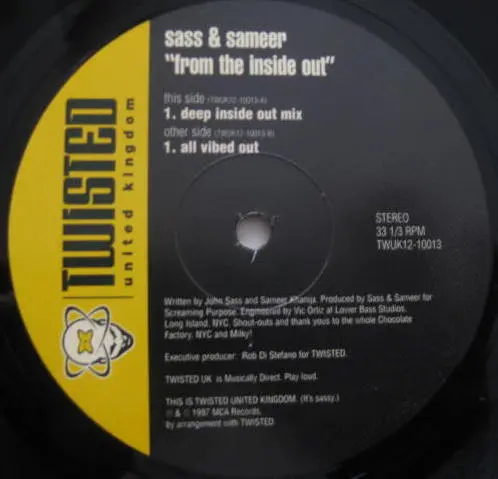 sass & sameer
"from the inside out"
this side (TWUK12-10013-A)
1. deep inside out mix
other side (TWUK12-10013-B)
1. all vibed out
TWISTED
united kingdom
STEREO
33 1/3 RPM
TWUK12-10013
Written by John Sass and Sameer Khanija. Produced by Sass & Sameer for
Screaming Purpose. Engineered by Vic Ortiz at Lower Bass Studios,
Long Island, NYC. Shout-outs and thank yous to the whole Chocolate
Factory, NYC and Milky!
Executive producer: Rob Di Stefano for TWISTED.
TWISTED UK is Musically Direct. Play loud.
THIS IS TWISTED UNITED KINGDOM. (It's sassy.)
℗ & © 1997 MCA Records.
by arrangement with TWISTED